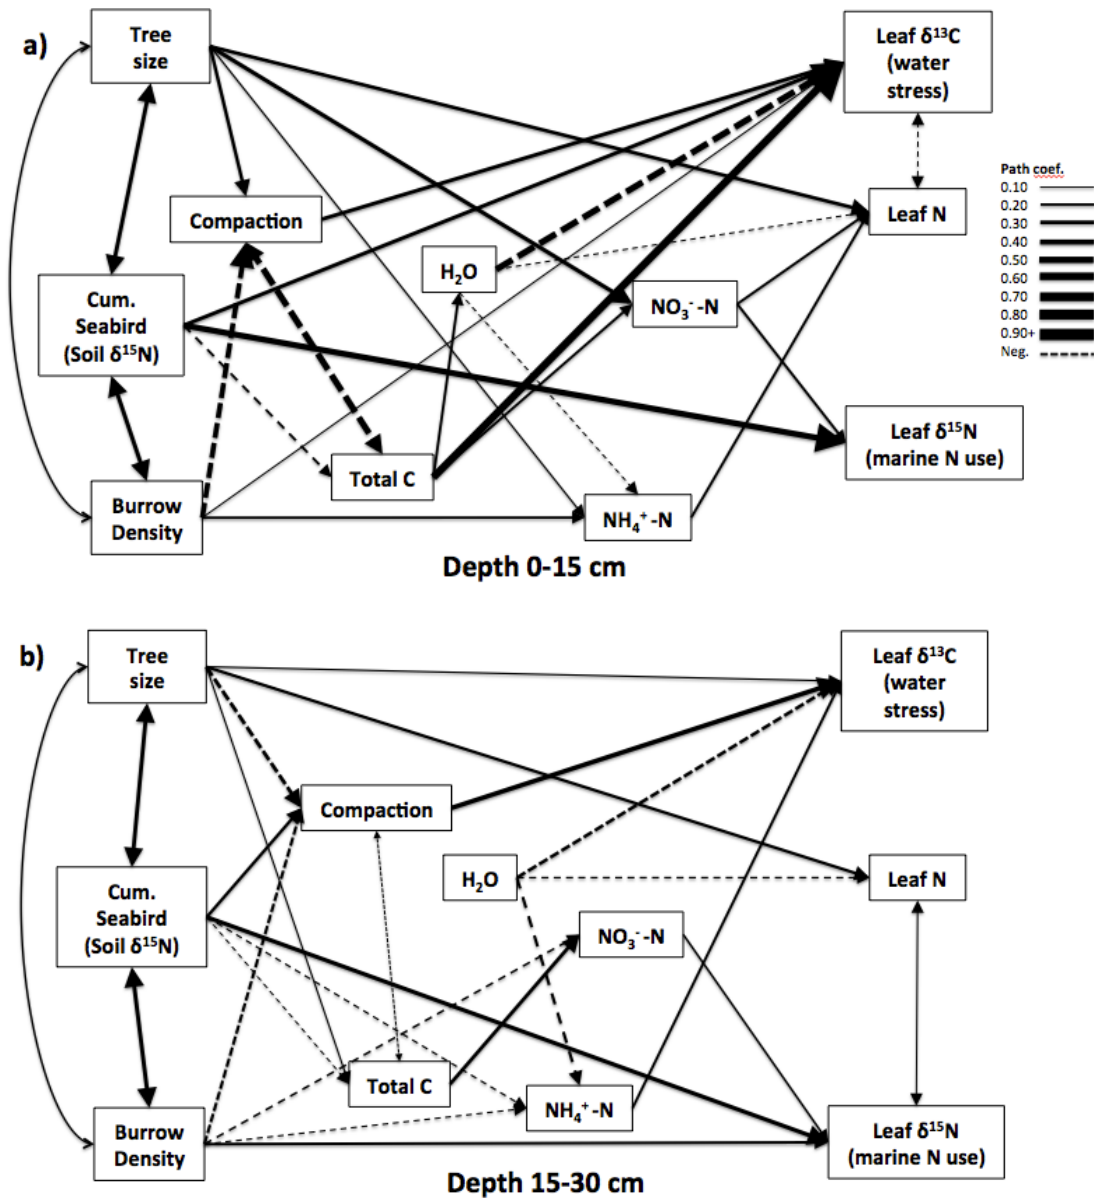 a)
Tree
size
Leaf δ¹³C
(water
stress)
Path coef.
0.10
0.20
0.30
0.40
0.50
0.60
0.70
0.80
0.90+
Neg.
Compaction
Leaf N
H₂O
Cum.
Seabird
(Soil δ¹⁵N)
NO₃⁻-N
Leaf δ¹⁵N
(marine N use)
Total C
Burrow
Density
NH₄⁺-N
Depth 0-15 cm
b)
Tree
size
Leaf δ¹³C
(water
stress)
Compaction
H₂O
Leaf N
Cum.
Seabird
(Soil δ¹⁵N)
NO₃⁻-N
Total C
NH₄⁺-N
Burrow
Density
Leaf δ¹⁵N
(marine N use)
Depth 15-30 cm